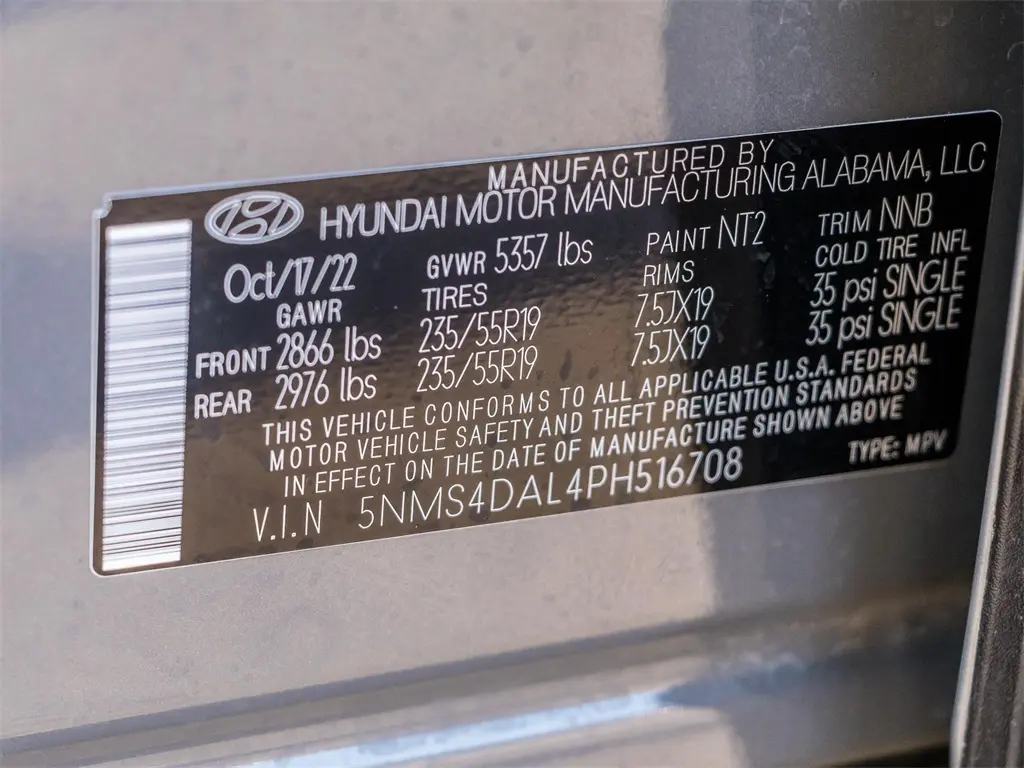 MANUFACTURED BY
HYUNDAI MOTOR MANUFACTURING ALABAMA, LLC
Oct/17/22 GVWR 5357 lbs PAINT NT2 TRIM NNB
GAWR TIRES RIMS COLD TIRE INFL
FRONT 2866 lbs 235/55R19 7.5JX19 35 psi SINGLE
REAR 2976 lbs 235/55R19 7.5JX19 35 psi SINGLE
THIS VEHICLE CONFORMS TO ALL APPLICABLE U.S.A. FEDERAL
MOTOR VEHICLE SAFETY AND THEFT PREVENTION STANDARDS
IN EFFECT ON THE DATE OF MANUFACTURE SHOWN ABOVE
V.I.N 5NMS4DAL4PH516708 TYPE: MPV